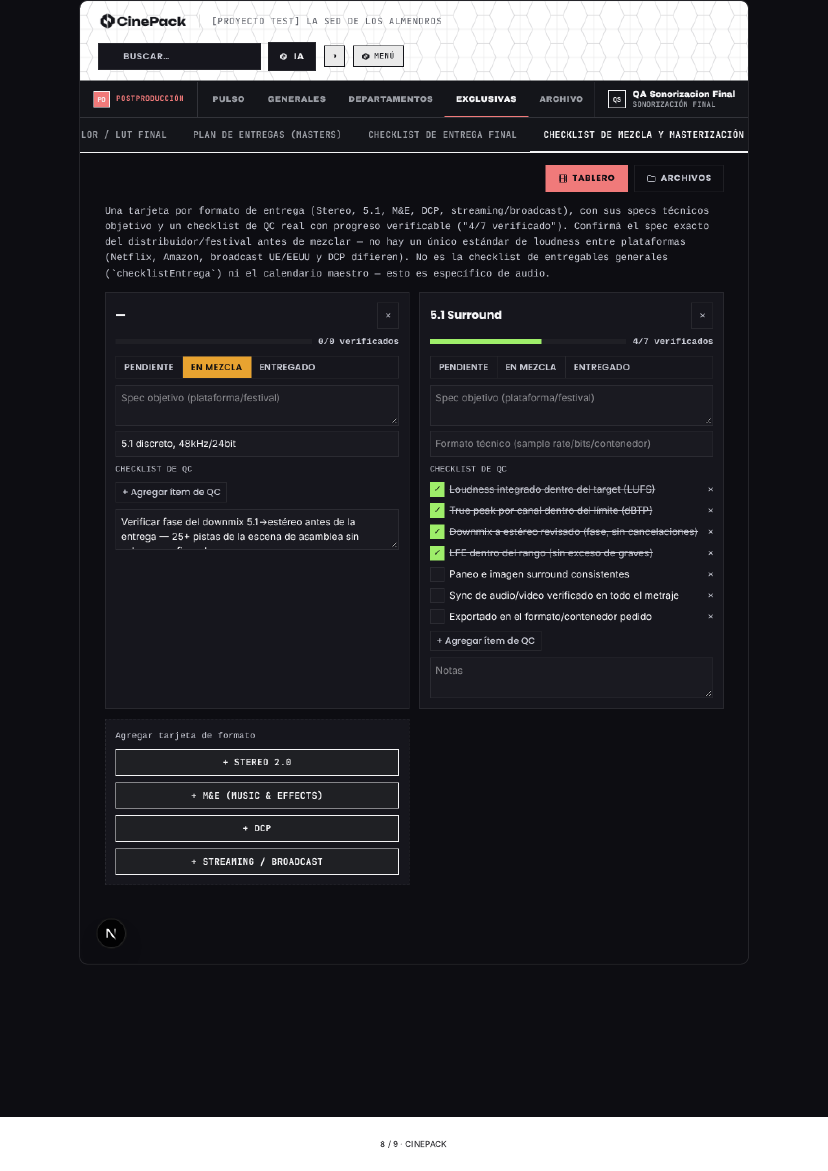 CinePack
[PROYECTO TEST] LA SED DE LOS ALMENDROS
BUSCAR…
IA
MENÚ
PO POSTPRODUCCIÓN
PULSO
GENERALES
DEPARTAMENTOS
EXCLUSIVAS
ARCHIVO
QS
QA Sonorizacion Final
SONORIZACIÓN FINAL
LOR / LUT FINAL
PLAN DE ENTREGAS (MASTERS)
CHECKLIST DE ENTREGA FINAL
CHECKLIST DE MEZCLA Y MASTERIZACIÓN
TABLERO
ARCHIVOS
Una tarjeta por formato de entrega (Stereo, 5.1, M&E, DCP, streaming/broadcast), con sus specs técnicos
objetivo y un checklist de QC real con progreso verificable ("4/7 verificado"). Confirmá el spec exacto
del distribuidor/festival antes de mezclar — no hay un único estándar de loudness entre plataformas
(Netflix, Amazon, broadcast UE/EEUU y DCP difieren). No es la checklist de entregables generales
(`checklistEntrega`) ni el calendario maestro — esto es específico de audio.
—
×
0/0 verificados
PENDIENTE
EN MEZCLA
ENTREGADO
Spec objetivo (plataforma/festival)
5.1 discreto, 48kHz/24bit
CHECKLIST DE QC
+ Agregar ítem de QC
Verificar fase del downmix 5.1→estéreo antes de la
entrega — 25+ pistas de la escena de asamblea sin
5.1 Surround
×
4/7 verificados
PENDIENTE
EN MEZCLA
ENTREGADO
Spec objetivo (plataforma/festival)
Formato técnico (sample rate/bits/contenedor)
CHECKLIST DE QC
✓ Loudness integrado dentro del target (LUFS) ×
✓ True peak por canal dentro del límite (dBTP) ×
✓ Downmix a estéreo revisado (fase, sin cancelaciones) ×
✓ LFE dentro del rango (sin exceso de graves) ×
Paneo e imagen surround consistentes ×
Sync de audio/video verificado en todo el metraje ×
Exportado en el formato/contenedor pedido ×
+ Agregar ítem de QC
Notas
Agregar tarjeta de formato
+ STEREO 2.0
+ M&E (MUSIC & EFFECTS)
+ DCP
+ STREAMING / BROADCAST
N
8 / 9 · CINEPACK